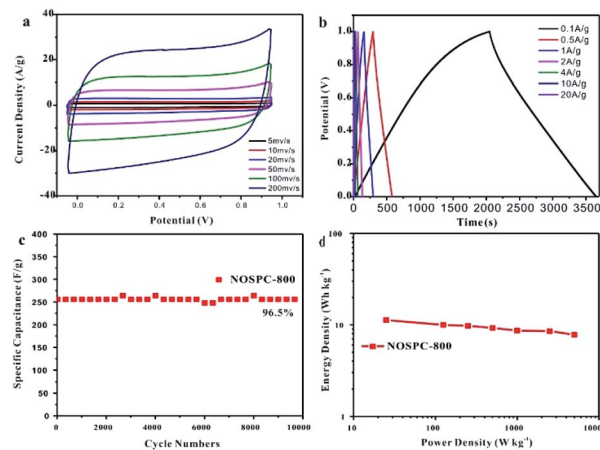 a
Current Density (A/g)
40
20
0
-20
-40
0.0 0.2 0.4 0.6 0.8 1.0
Potential (V)
5mv/s
10mv/s
20mv/s
50mv/s
100mv/s
200mv/s
b
Potential (V)
1.0
0.8
0.6
0.4
0.2
0.0
0 500 1000 1500 2000 2500 3000 3500
Time(s)
0.1A/g
0.5A/g
1A/g
2A/g
4A/g
10A/g
20A/g
c
Specific Capacitance (F/g)
400
350
300
250
200
150
100
50
0
0 2000 4000 6000 8000 10000
Cycle Numbers
NOSPC-800
96.5%
d
Energy Density (Wh kg⁻¹)
100
10
1
10 100 1000 10000
Power Density (W kg⁻¹)
NOSPC-800